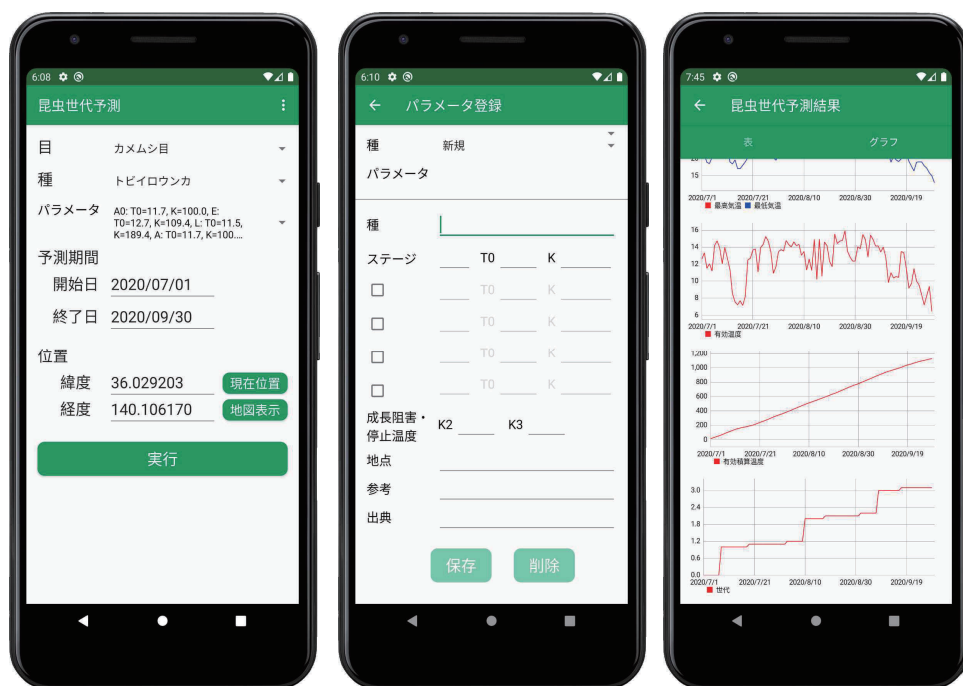 6:08
昆虫世代予測
目 カメムシ目
種 トビイロウンカ
パラメータ A0: T0=11.7, K=100.0, E:
T0=12.7, K=109.4, L: T0=11.5,
K=189.4, A: T0=11.7, K=100....
予測期間
開始日 2020/07/01
終了日 2020/09/30
位置
緯度 36.029203 現在位置
経度 140.106170 地図表示
実行
6:10
← パラメータ登録
種 新規
パラメータ
種
ステージ T0 K
T0 K
T0 K
T0 K
T0 K
成長阻害・
停止温度 K2 K3
地点
参考
出典
保存 削除
7:45
← 昆虫世代予測結果
表 グラフ
20
15
2020/7/1 2020/7/21 2020/8/10 2020/8/30 2020/9/19
最高気温 最低気温
16
14
12
10
8
6
2020/7/1 2020/7/21 2020/8/10 2020/8/30 2020/9/19
有効温度
1,200
1,000
800
600
400
200
0
2020/7/1 2020/7/21 2020/8/10 2020/8/30 2020/9/19
有効積算温度
3.0
2.4
1.8
1.2
0.6
0.0
2020/7/1 2020/7/21 2020/8/10 2020/8/30 2020/9/19
世代